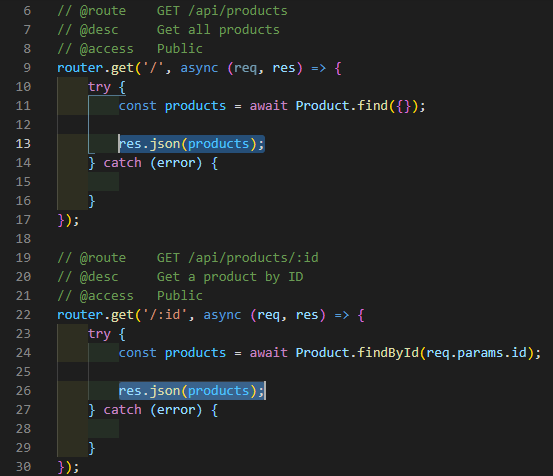 6 // @route    GET /api/products
7 // @desc     Get all products
8 // @access   Public
9 router.get('/', async (req, res) => {
10     try {
11         const products = await Product.find({});
12
13         res.json(products);
14     } catch (error) {
15
16     }
17 });
18
19 // @route    GET /api/products/:id
20 // @desc     Get a product by ID
21 // @access   Public
22 router.get('/:id', async (req, res) => {
23     try {
24         const products = await Product.findById(req.params.id);
25
26         res.json(products);
27     } catch (error) {
28
29     }
30 });